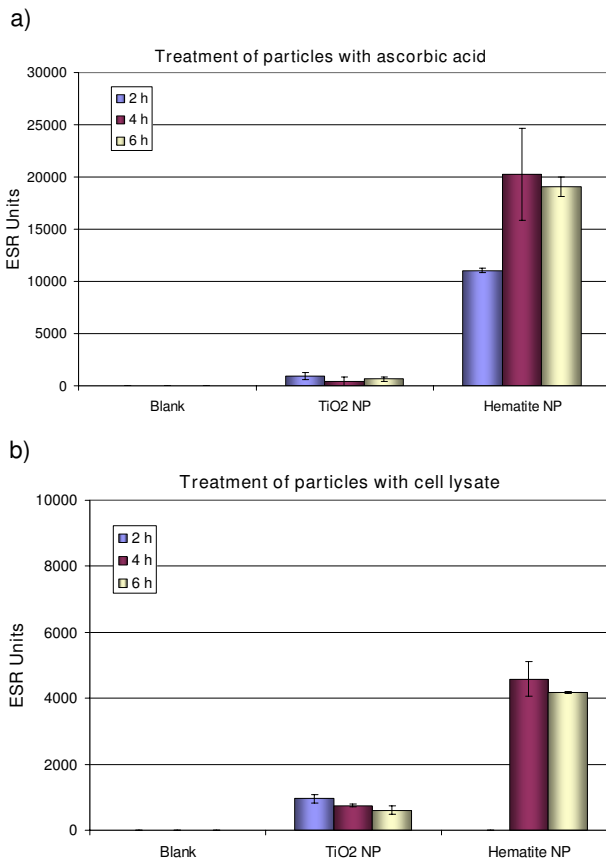 a)
Treatment of particles with ascorbic acid
30000
25000
20000
15000
10000
5000
0
ESR Units
2 h
4 h
6 h
Blank TiO2 NP Hematite NP
b)
Treatment of particles with cell lysate
10000
8000
6000
4000
2000
0
ESR Units
2 h
4 h
6 h
Blank TiO2 NP Hematite NP